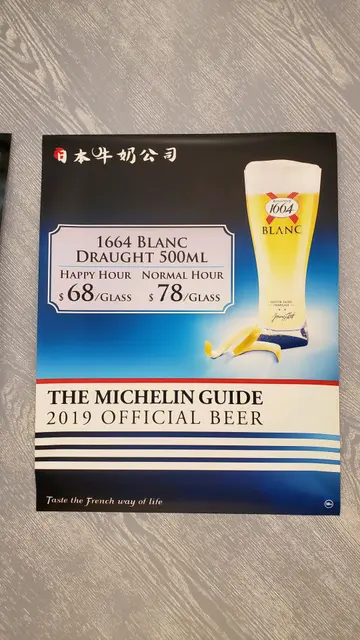 日本牛奶公司
1664
BLANC
1664 BLANC
DRAUGHT 500ML
HAPPY HOUR NORMAL HOUR
$68/GLASS $78/GLASS
THE MICHELIN GUIDE
2019 OFFICIAL BEER
Taste the French way of life